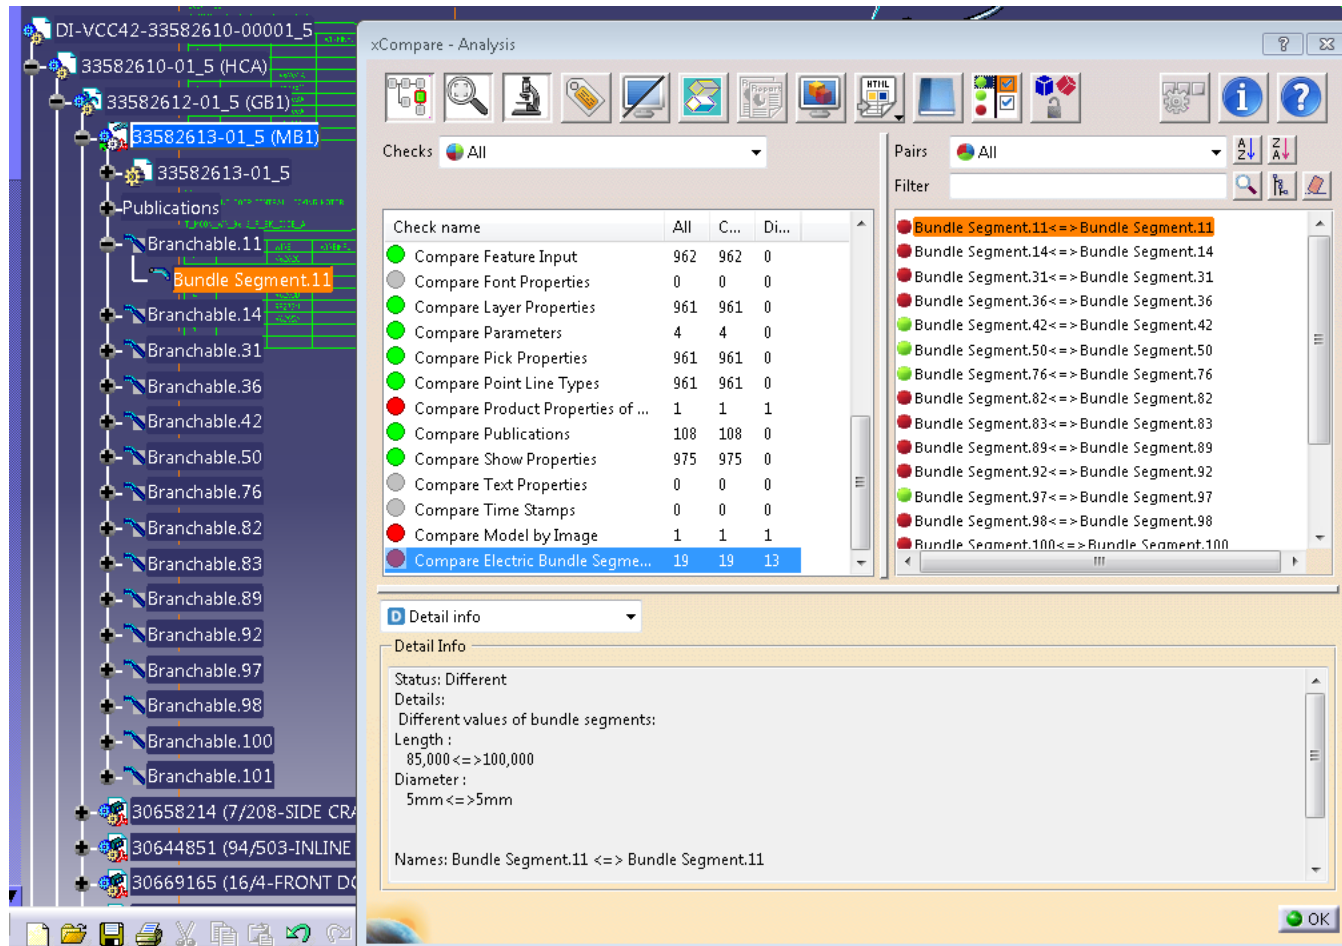 DI-VCC42-33582610-00001_5
33582610-01_5 (HCA)
33582612-01_5 (GB1)
33582613-01_5 (MB1)
33582613-01_5
Publications
Branchable.11
Bundle Segment.11
Branchable.14
Branchable.31
Branchable.36
Branchable.42
Branchable.50
Branchable.76
Branchable.82
Branchable.83
Branchable.89
Branchable.92
Branchable.97
Branchable.98
Branchable.100
Branchable.101
30658214 (7/208-SIDE CRA
30644851 (94/503-INLINE
30669165 (16/4-FRONT DO
xCompare - Analysis
Report
HTML
Checks All
Check name All C... Di...
Compare Feature Input 962 962 0
Compare Font Properties 0 0 0
Compare Layer Properties 961 961 0
Compare Parameters 4 4 0
Compare Pick Properties 961 961 0
Compare Point Line Types 961 961 0
Compare Product Properties of ... 1 1 1
Compare Publications 108 108 0
Compare Show Properties 975 975 0
Compare Text Properties 0 0 0
Compare Time Stamps 0 0 0
Compare Model by Image 1 1 1
Compare Electric Bundle Segme... 19 19 13
Pairs All
Filter
Bundle Segment.11<=>Bundle Segment.11
Bundle Segment.14<=>Bundle Segment.14
Bundle Segment.31<=>Bundle Segment.31
Bundle Segment.36<=>Bundle Segment.36
Bundle Segment.42<=>Bundle Segment.42
Bundle Segment.50<=>Bundle Segment.50
Bundle Segment.76<=>Bundle Segment.76
Bundle Segment.82<=>Bundle Segment.82
Bundle Segment.83<=>Bundle Segment.83
Bundle Segment.89<=>Bundle Segment.89
Bundle Segment.92<=>Bundle Segment.92
Bundle Segment.97<=>Bundle Segment.97
Bundle Segment.98<=>Bundle Segment.98
Bundle Segment.100<=>Bundle Segment.100
D Detail info
Detail Info
Status: Different
Details:
Different values of bundle segments:
Length :
85,000<=>100,000
Diameter :
5mm<=>5mm
Names: Bundle Segment.11 <=> Bundle Segment.11
OK